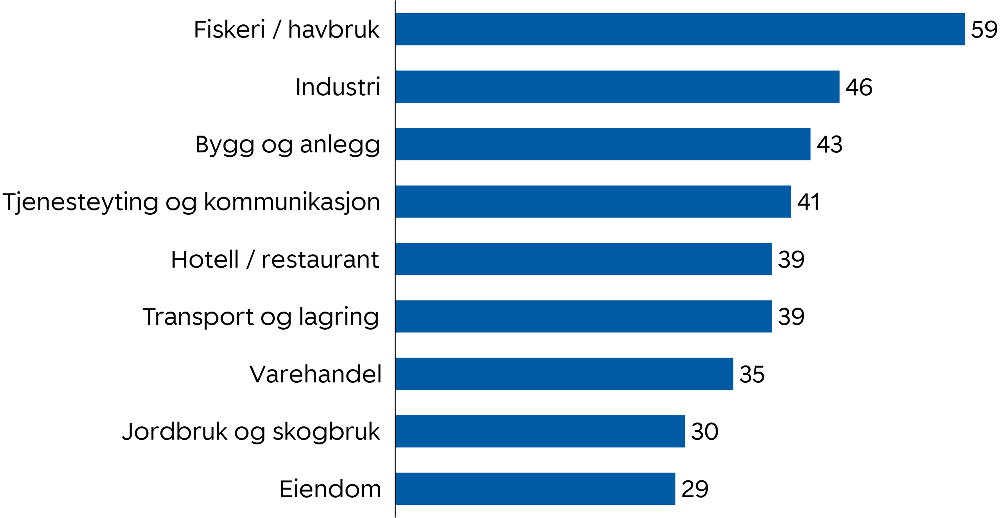 Fiskeri / havbruk 59
Industri 46
Bygg og anlegg 43
Tjenesteyting og kommunikasjon 41
Hotell / restaurant 39
Transport og lagring 39
Varehandel 35
Jordbruk og skogbruk 30
Eiendom 29